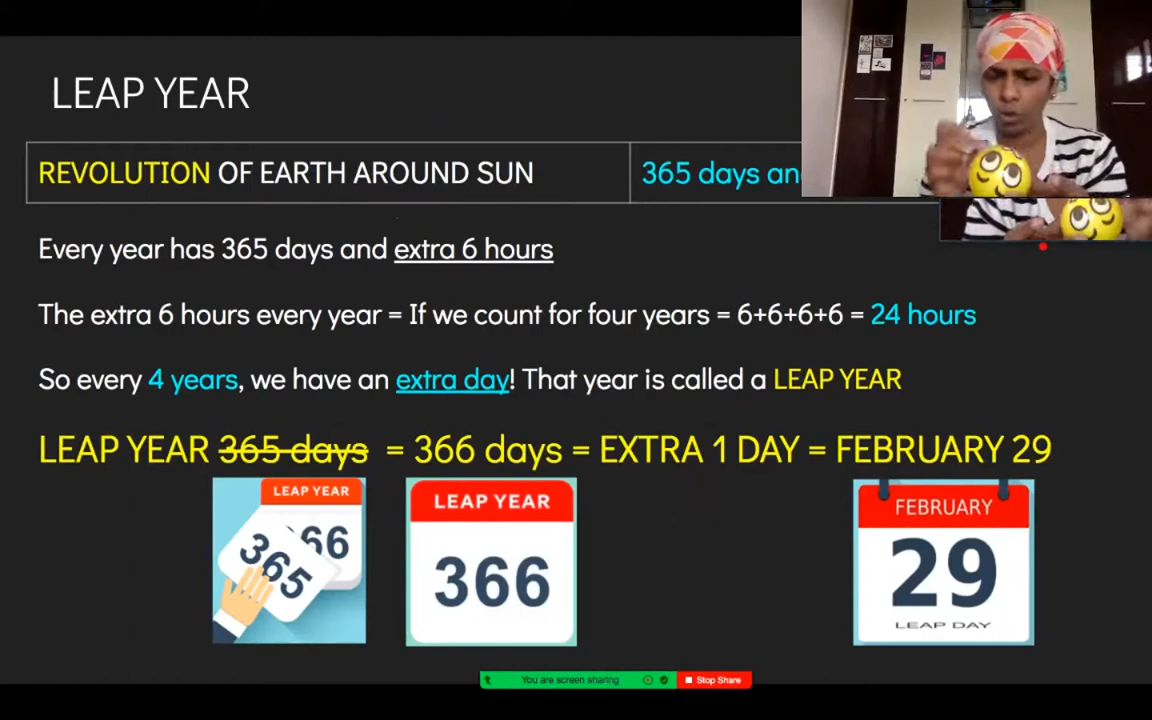 LEAP YEAR
REVOLUTION OF EARTH AROUND SUN
365 days an
Every year has 365 days and extra 6 hours
The extra 6 hours every year = If we count for four years = 6+6+6+6 = 24 hours
So every 4 years, we have an extra day! That year is called a LEAP YEAR
LEAP YEAR 365 days = 366 days = EXTRA 1 DAY = FEBRUARY 29
LEAP YEAR
366
365
LEAP YEAR
366
FEBRUARY
29
LEAP DAY
You are screen sharing
Stop Share